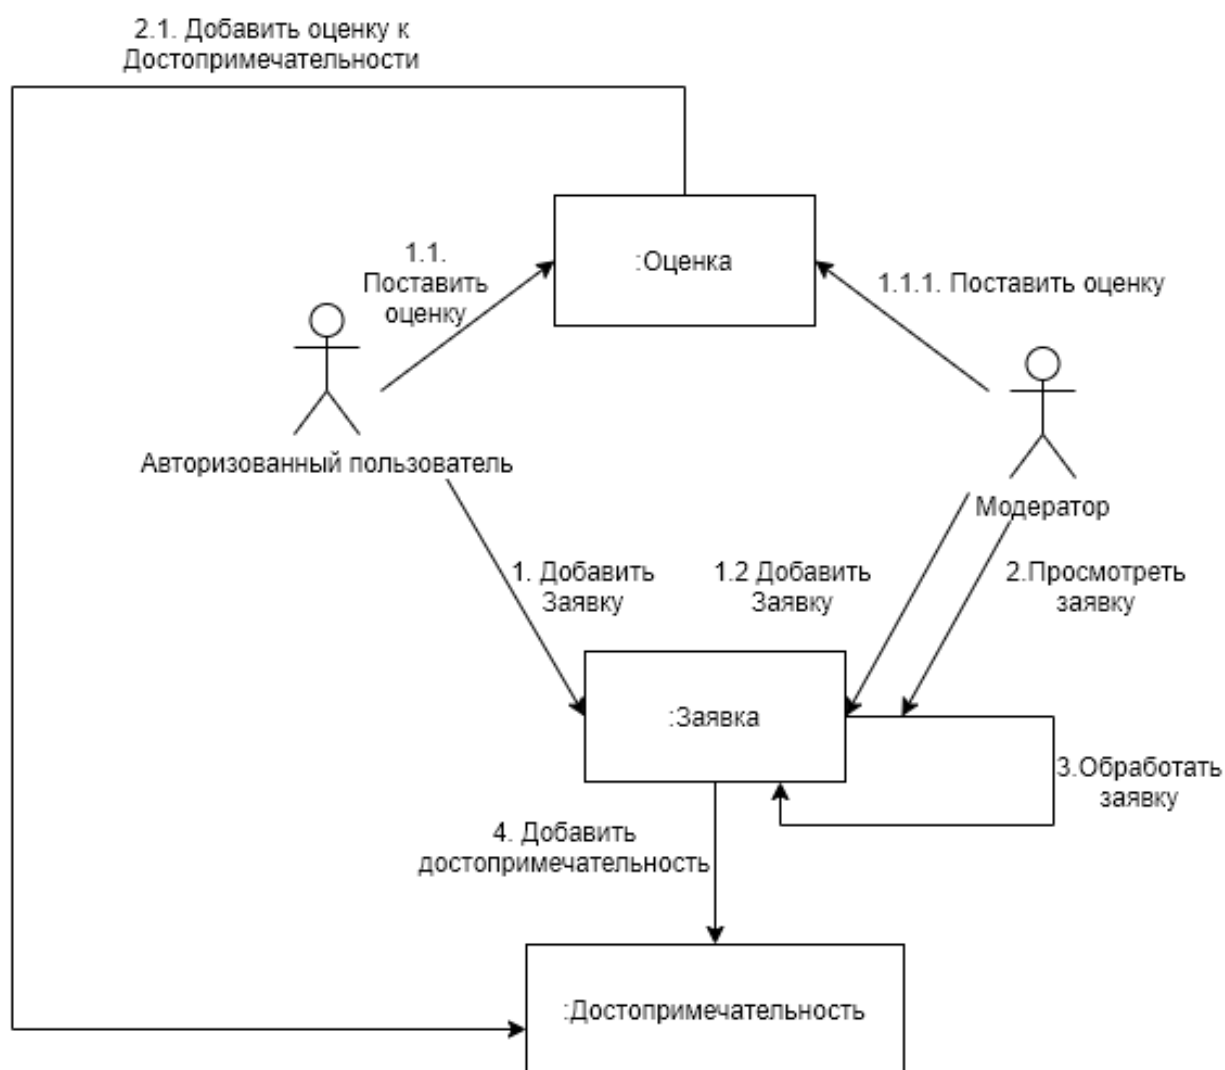 2.1. Добавить оценку к
Достопримечательности
1.1.
Поставить
оценку
:Оценка
1.1.1. Поставить оценку
Авторизованный пользователь
Модератор
1. Добавить
Заявку
1.2 Добавить
Заявку
2.Просмотреть
заявку
:Заявка
3.Обработать
заявку
4. Добавить
достопримечательность
:Достопримечательность